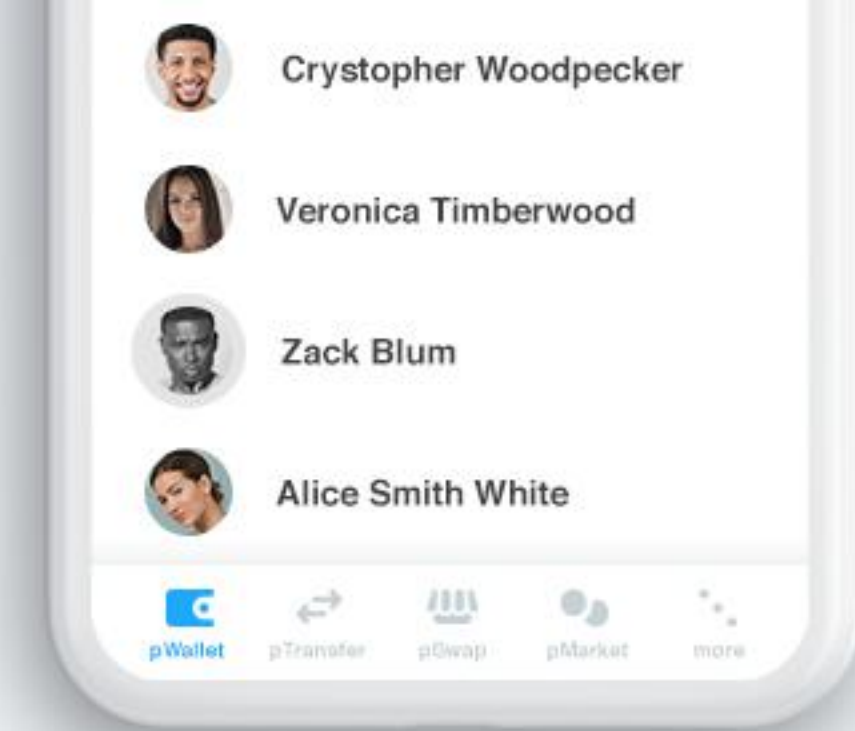 Crystopher Woodpecker
Veronica Timberwood
Zack Blum
Alice Smith White
pWallet pTransfer pSwap pMarket more